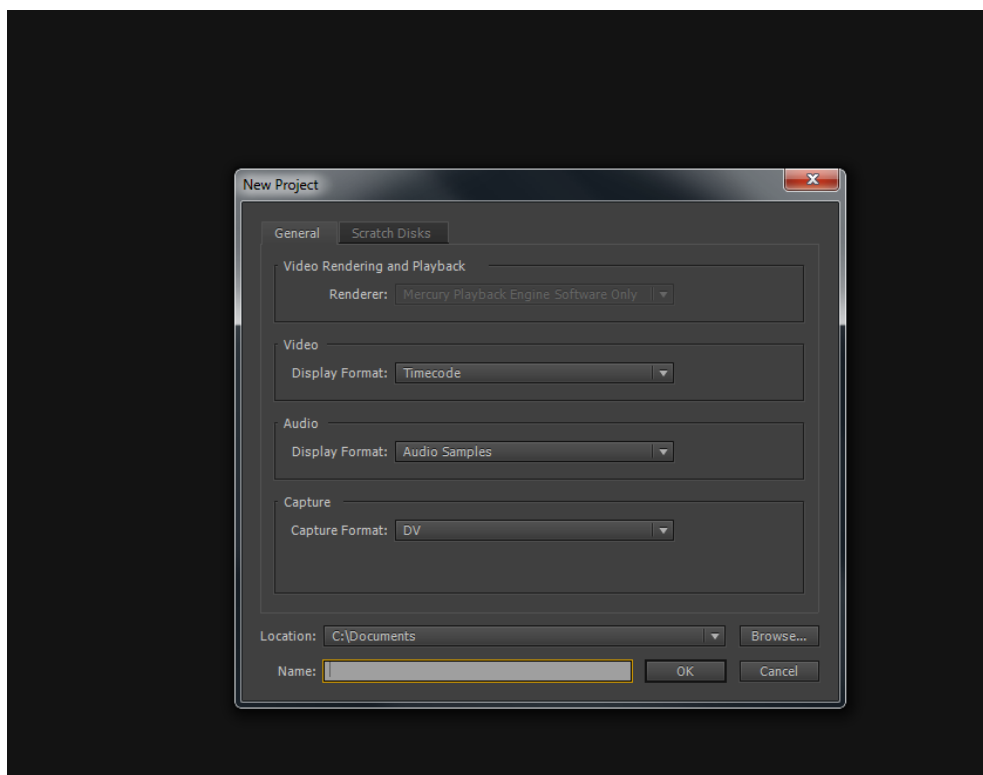 New Project
General Scratch Disks
Video Rendering and Playback
Renderer: Mercury Playback Engine Software Only
Video
Display Format: Timecode
Audio
Display Format: Audio Samples
Capture
Capture Format: DV
Location: C:\Documents Browse...
Name: OK Cancel